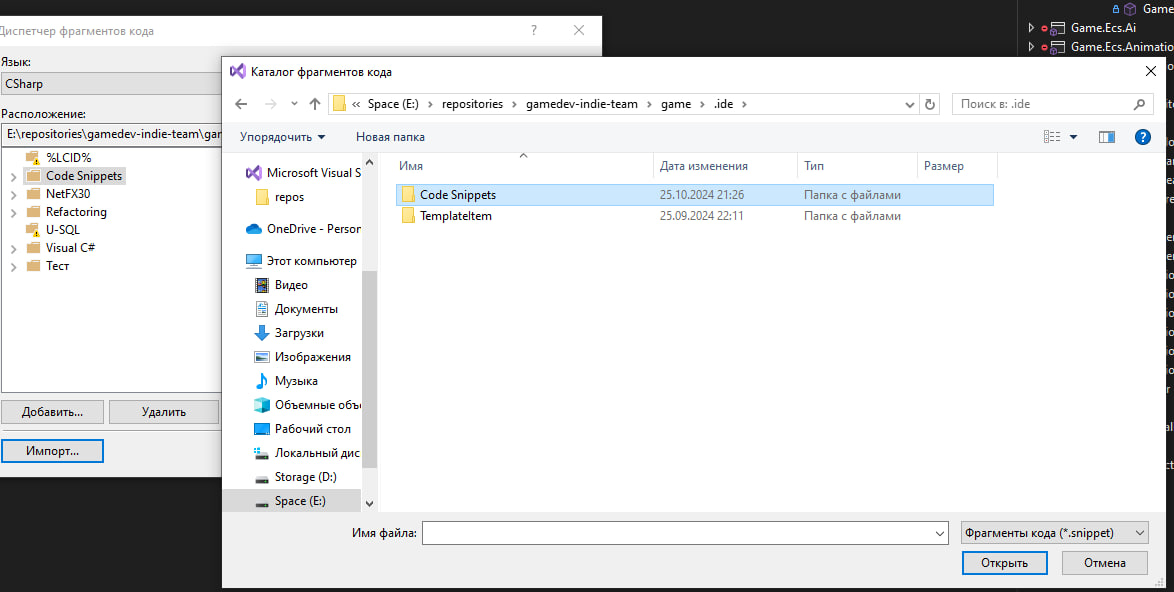 Game
Game.Ecs.Ai
Game.Ecs.Animatio
Диспетчер фрагментов кода
?
Язык:
CSharp
Расположение:
E:\repositories\gamedev-indie-team\gar
%LCID%
Code Snippets
NetFX30
Refactoring
U-SQL
Visual C#
Тест
Добавить...
Удалить
Импорт...
Каталог фрагментов кода
« Space (E:) › repositories › gamedev-indie-team › game › .ide ›
Поиск в: .ide
Упорядочить
Новая папка
?
Microsoft Visual S
repos
OneDrive - Person
Этот компьютер
Видео
Документы
Загрузки
Изображения
Музыка
Объемные объ
Рабочий стол
Локальный дис
Storage (D:)
Space (E:)
Имя Дата изменения Тип Размер
Code Snippets 25.10.2024 21:26 Папка с файлами
TemplateItem 25.09.2024 22:11 Папка с файлами
Имя файла:
Фрагменты кода (*.snippet)
Открыть
Отмена